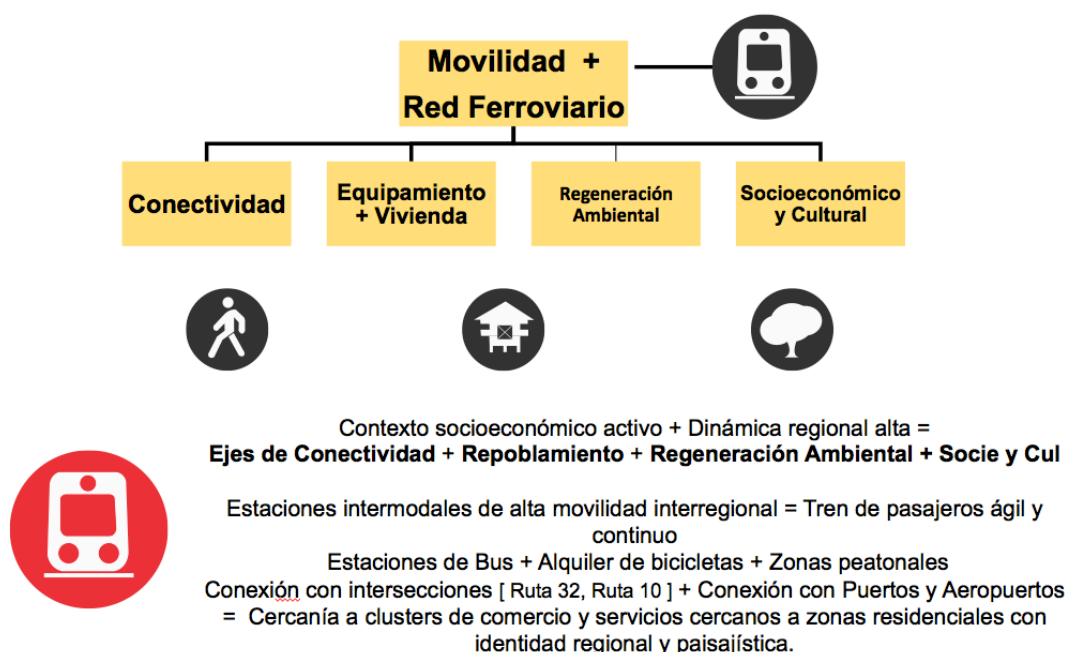 Movilidad +
Red Ferroviario
Conectividad
Equipamiento
+ Vivienda
Regeneración
Ambiental
Socioeconómico
y Cultural
Contexto socioeconómico activo + Dinámica regional alta =
Ejes de Conectividad + Repoblamiento + Regeneración Ambiental + Socie y Cul
Estaciones intermodales de alta movilidad interregional = Tren de pasajeros ágil y
continuo
Estaciones de Bus + Alquiler de bicicletas + Zonas peatonales
Conexión con intersecciones [ Ruta 32, Ruta 10 ] + Conexión con Puertos y Aeropuertos
= Cercanía a clusters de comercio y servicios cercanos a zonas residenciales con
identidad regional y paisajística.